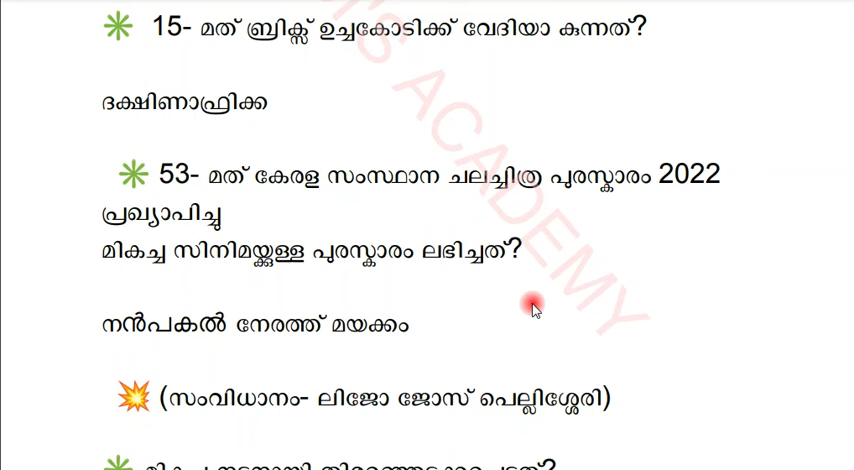 15- മത് ബ്രിക്സ് ഉച്ചകോടിക്ക് വേദിയാ കുന്നത്?
ദക്ഷിണാഫ്രിക്ക
53- മത് കേരള സംസ്ഥാന ചലച്ചിത്ര പുരസ്കാരം 2022
പ്രഖ്യാപിച്ചു
മികച്ച സിനിമയ്ക്കുള്ള പുരസ്കാരം ലഭിച്ചത്?
നൻപകൽ നേരത്ത് മയക്കം
(സംവിധാനം- ലിജോ ജോസ് പെല്ലിശ്ശേരി)
ACADEMY